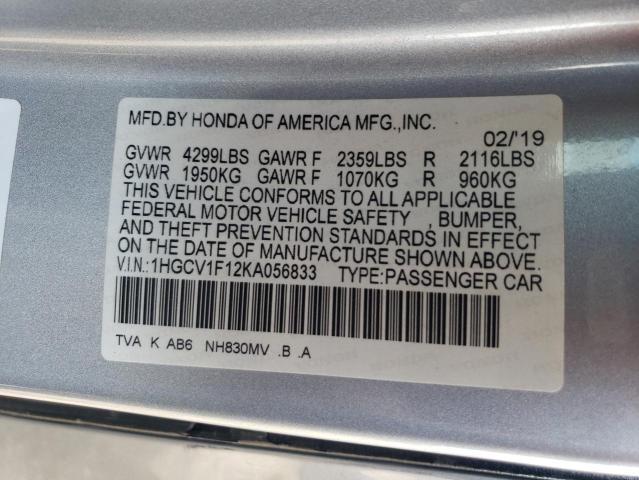 MFD.BY HONDA OF AMERICA MFG.,INC.
02/'19
GVWR 4299LBS GAWR F 2359LBS R 2116LBS
GVWR 1950KG GAWR F 1070KG R 960KG
THIS VEHICLE CONFORMS TO ALL APPLICABLE
FEDERAL MOTOR VEHICLE SAFETY , BUMPER,
AND THEFT PREVENTION STANDARDS IN EFFECT
ON THE DATE OF MANUFACTURE SHOWN ABOVE.
V.I.N.:1HGCV1F12KA056833 TYPE:PASSENGER CAR
TVA K AB6 NH830MV .B .A